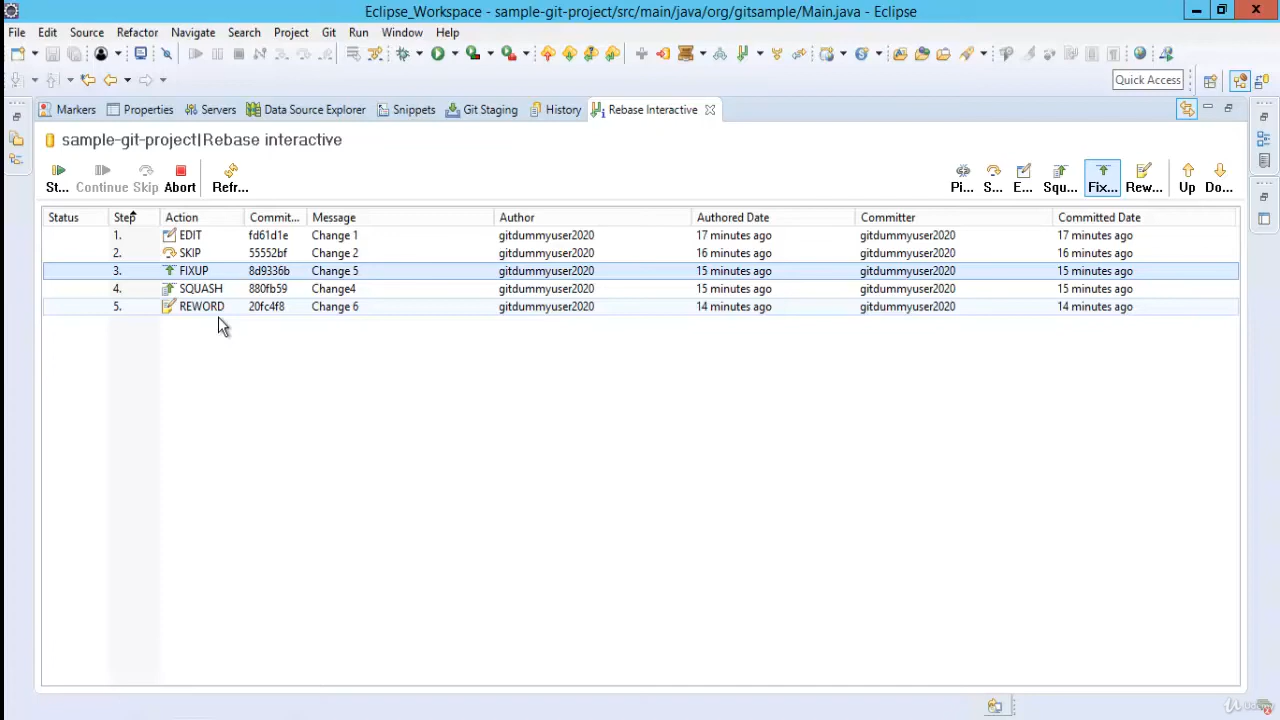 Eclipse_Workspace - sample-git-project/src/main/java/org/gitsample/Main.java - Eclipse
File Edit Source Refactor Navigate Search Project Git Run Window Help
Quick Access
Markers Properties Servers Data Source Explorer Snippets Git Staging History Rebase Interactive
sample-git-project|Rebase interactive
St... Continue Skip Abort Refr... Pi... S... E... Squ... Fix... Rew... Up Do...
Status Step Action Commit... Message Author Authored Date Committer Committed Date
1. EDIT fd61d1e Change 1 gitdummyuser2020 17 minutes ago gitdummyuser2020 17 minutes ago
2. SKIP 55552bf Change 2 gitdummyuser2020 16 minutes ago gitdummyuser2020 16 minutes ago
3. FIXUP 8d9336b Change 5 gitdummyuser2020 15 minutes ago gitdummyuser2020 15 minutes ago
4. SQUASH 880fb59 Change4 gitdummyuser2020 15 minutes ago gitdummyuser2020 15 minutes ago
5. REWORD 20fc4f8 Change 6 gitdummyuser2020 14 minutes ago gitdummyuser2020 14 minutes ago